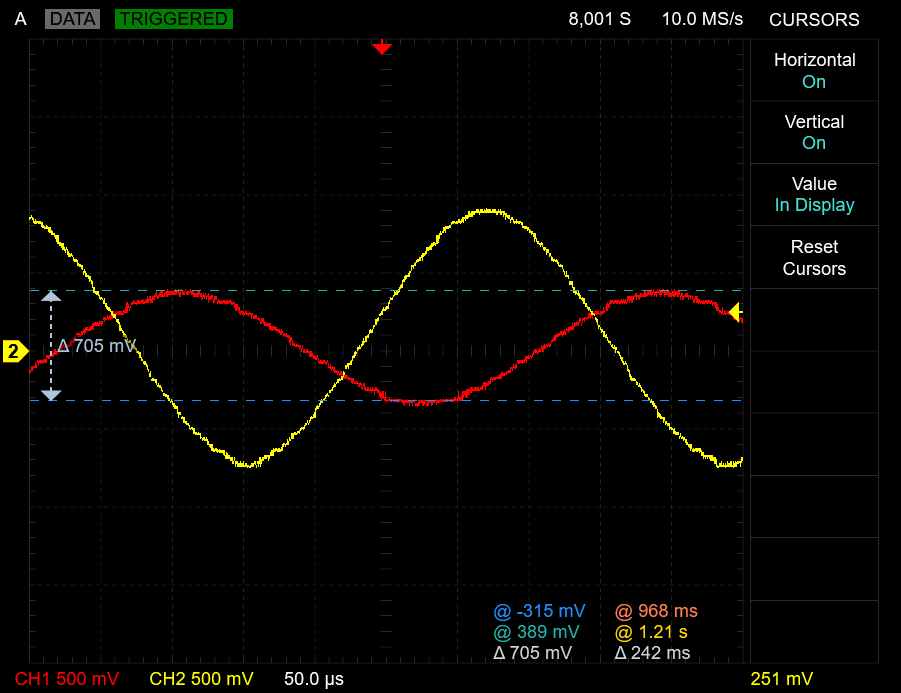 A DATA TRIGGERED 8,001 S 10.0 MS/s CURSORS
Horizontal
On
Vertical
On
Value
In Display
Reset
Cursors
2
Δ 705 mV
@ -315 mV @ 968 ms
@ 389 mV @ 1.21 s
Δ 705 mV Δ 242 ms
CH1 500 mV CH2 500 mV 50.0 µs 251 mV